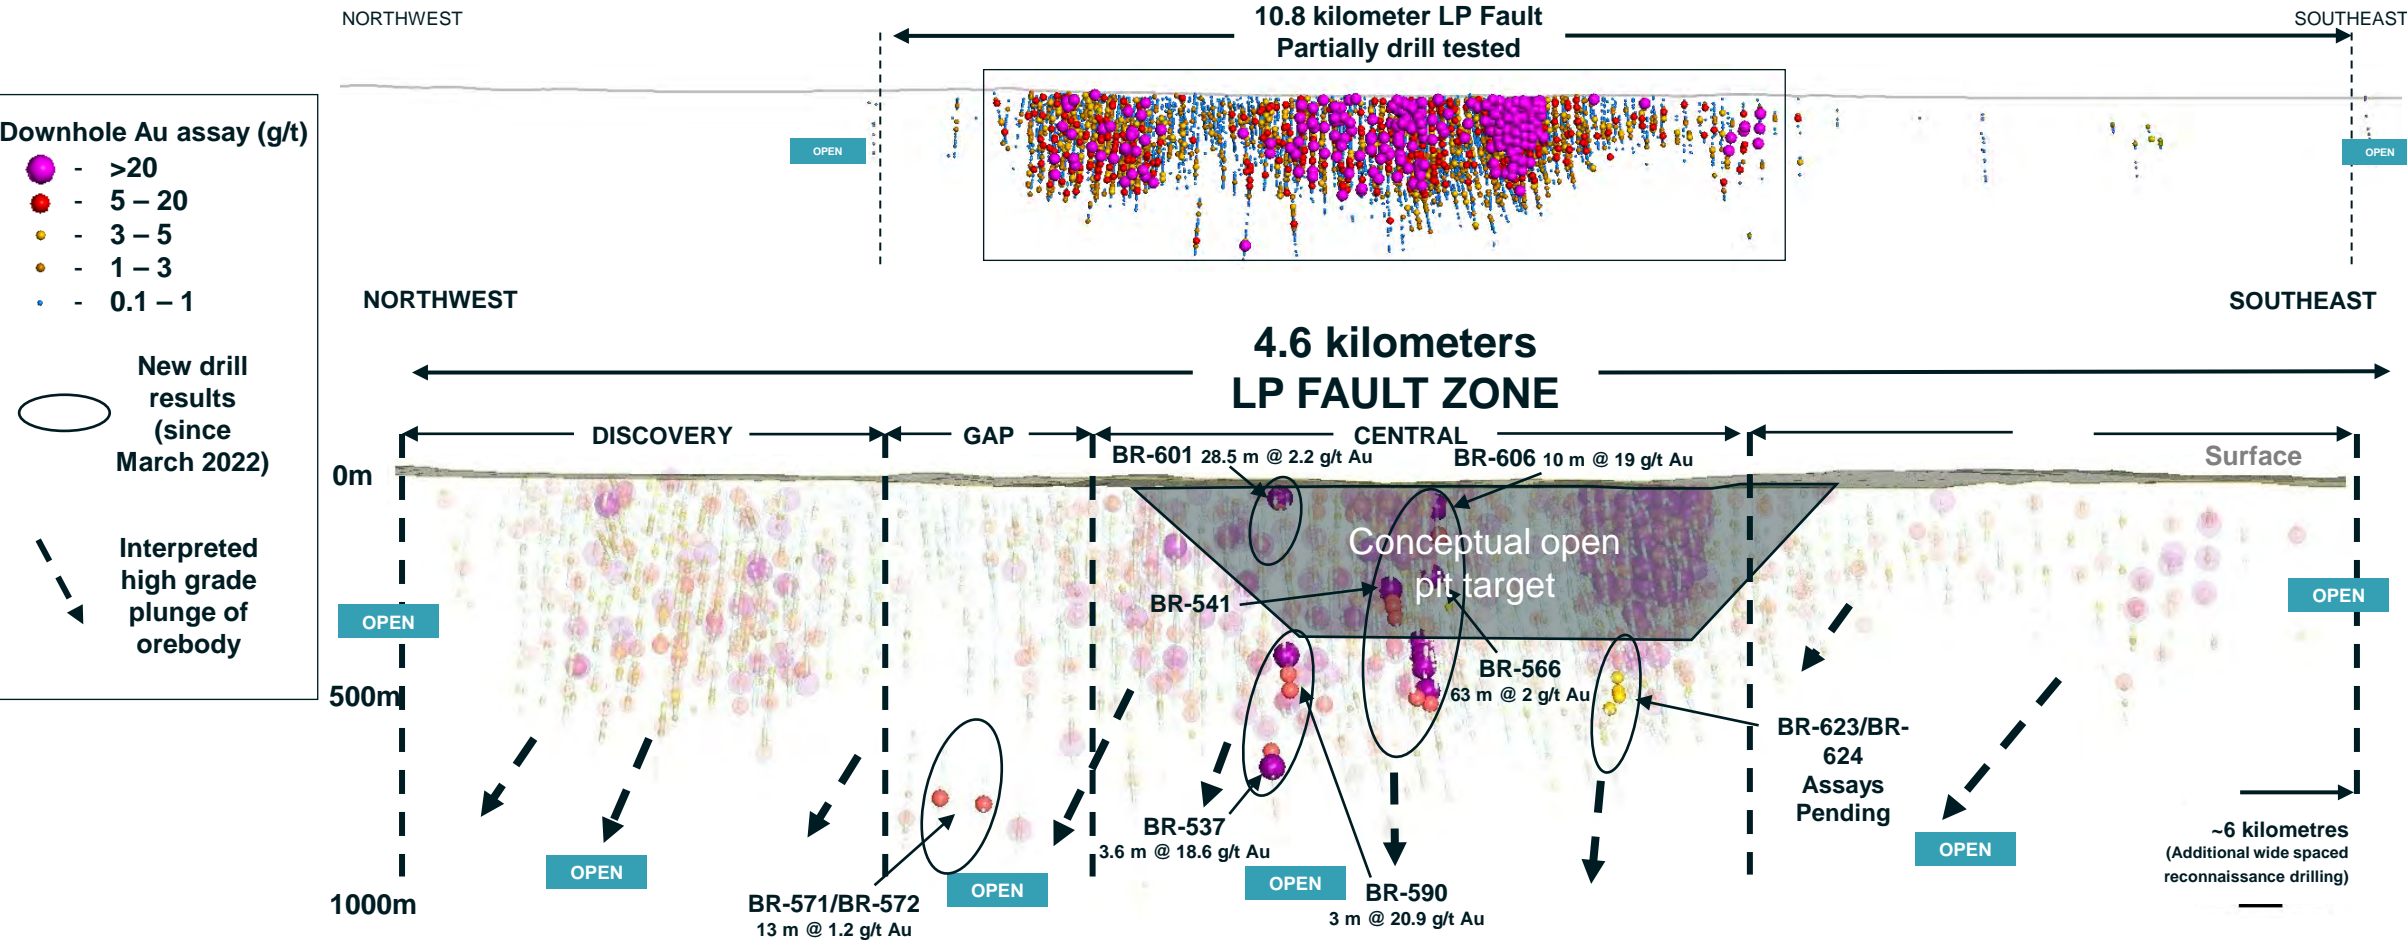 NORTHWEST
10.8 kilometer LP Fault
Partially drill tested
SOUTHEAST
OPEN
OPEN
Downhole Au assay (g/t)
- >20
- 5 – 20
- 3 – 5
- 1 – 3
- 0.1 – 1
New drill
results
(since
March 2022)
Interpreted
high grade
plunge of
orebody
NORTHWEST
SOUTHEAST
4.6 kilometers
LP FAULT ZONE
DISCOVERY
GAP
CENTRAL
BR-601 28.5 m @ 2.2 g/t Au
BR-606 10 m @ 19 g/t Au
Surface
0m
Conceptual open
pit target
BR-541
OPEN
OPEN
BR-566
63 m @ 2 g/t Au
500m
BR-623/BR-
624
Assays
Pending
BR-537
3.6 m @ 18.6 g/t Au
~6 kilometres
(Additional wide spaced
reconnaissance drilling)
OPEN
OPEN
OPEN
OPEN
BR-590
3 m @ 20.9 g/t Au
1000m
BR-571/BR-572
13 m @ 1.2 g/t Au